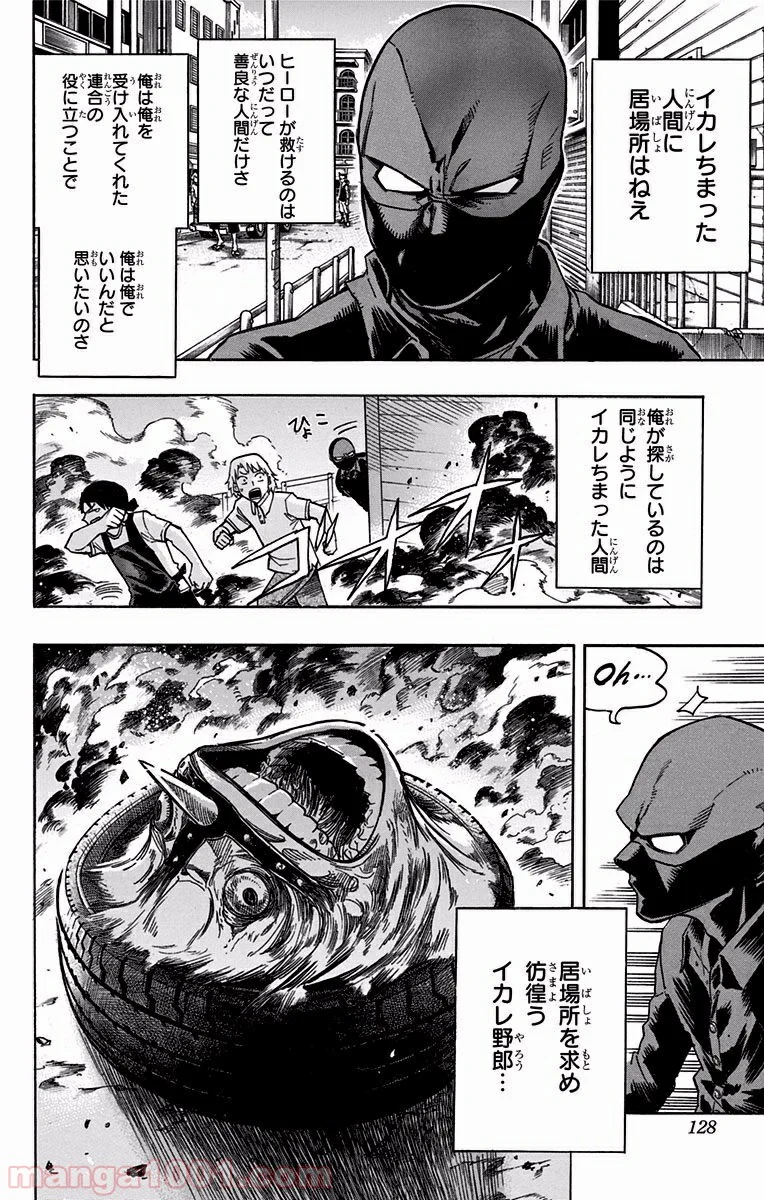 イカレちまった
人間に
居場所はねえ
ヒーローが救けるのは
いつだって
善良な人間だけさ
俺は俺を
受け入れてくれた
連合の
役に立つことで
俺は俺で
いいんだと
思いたいのさ
俺が探しているのは
同じように
イカレちまった人間
ひょこ
Oh…
居場所を求め
彷徨う
イカレ野郎…
128
manga1001.com